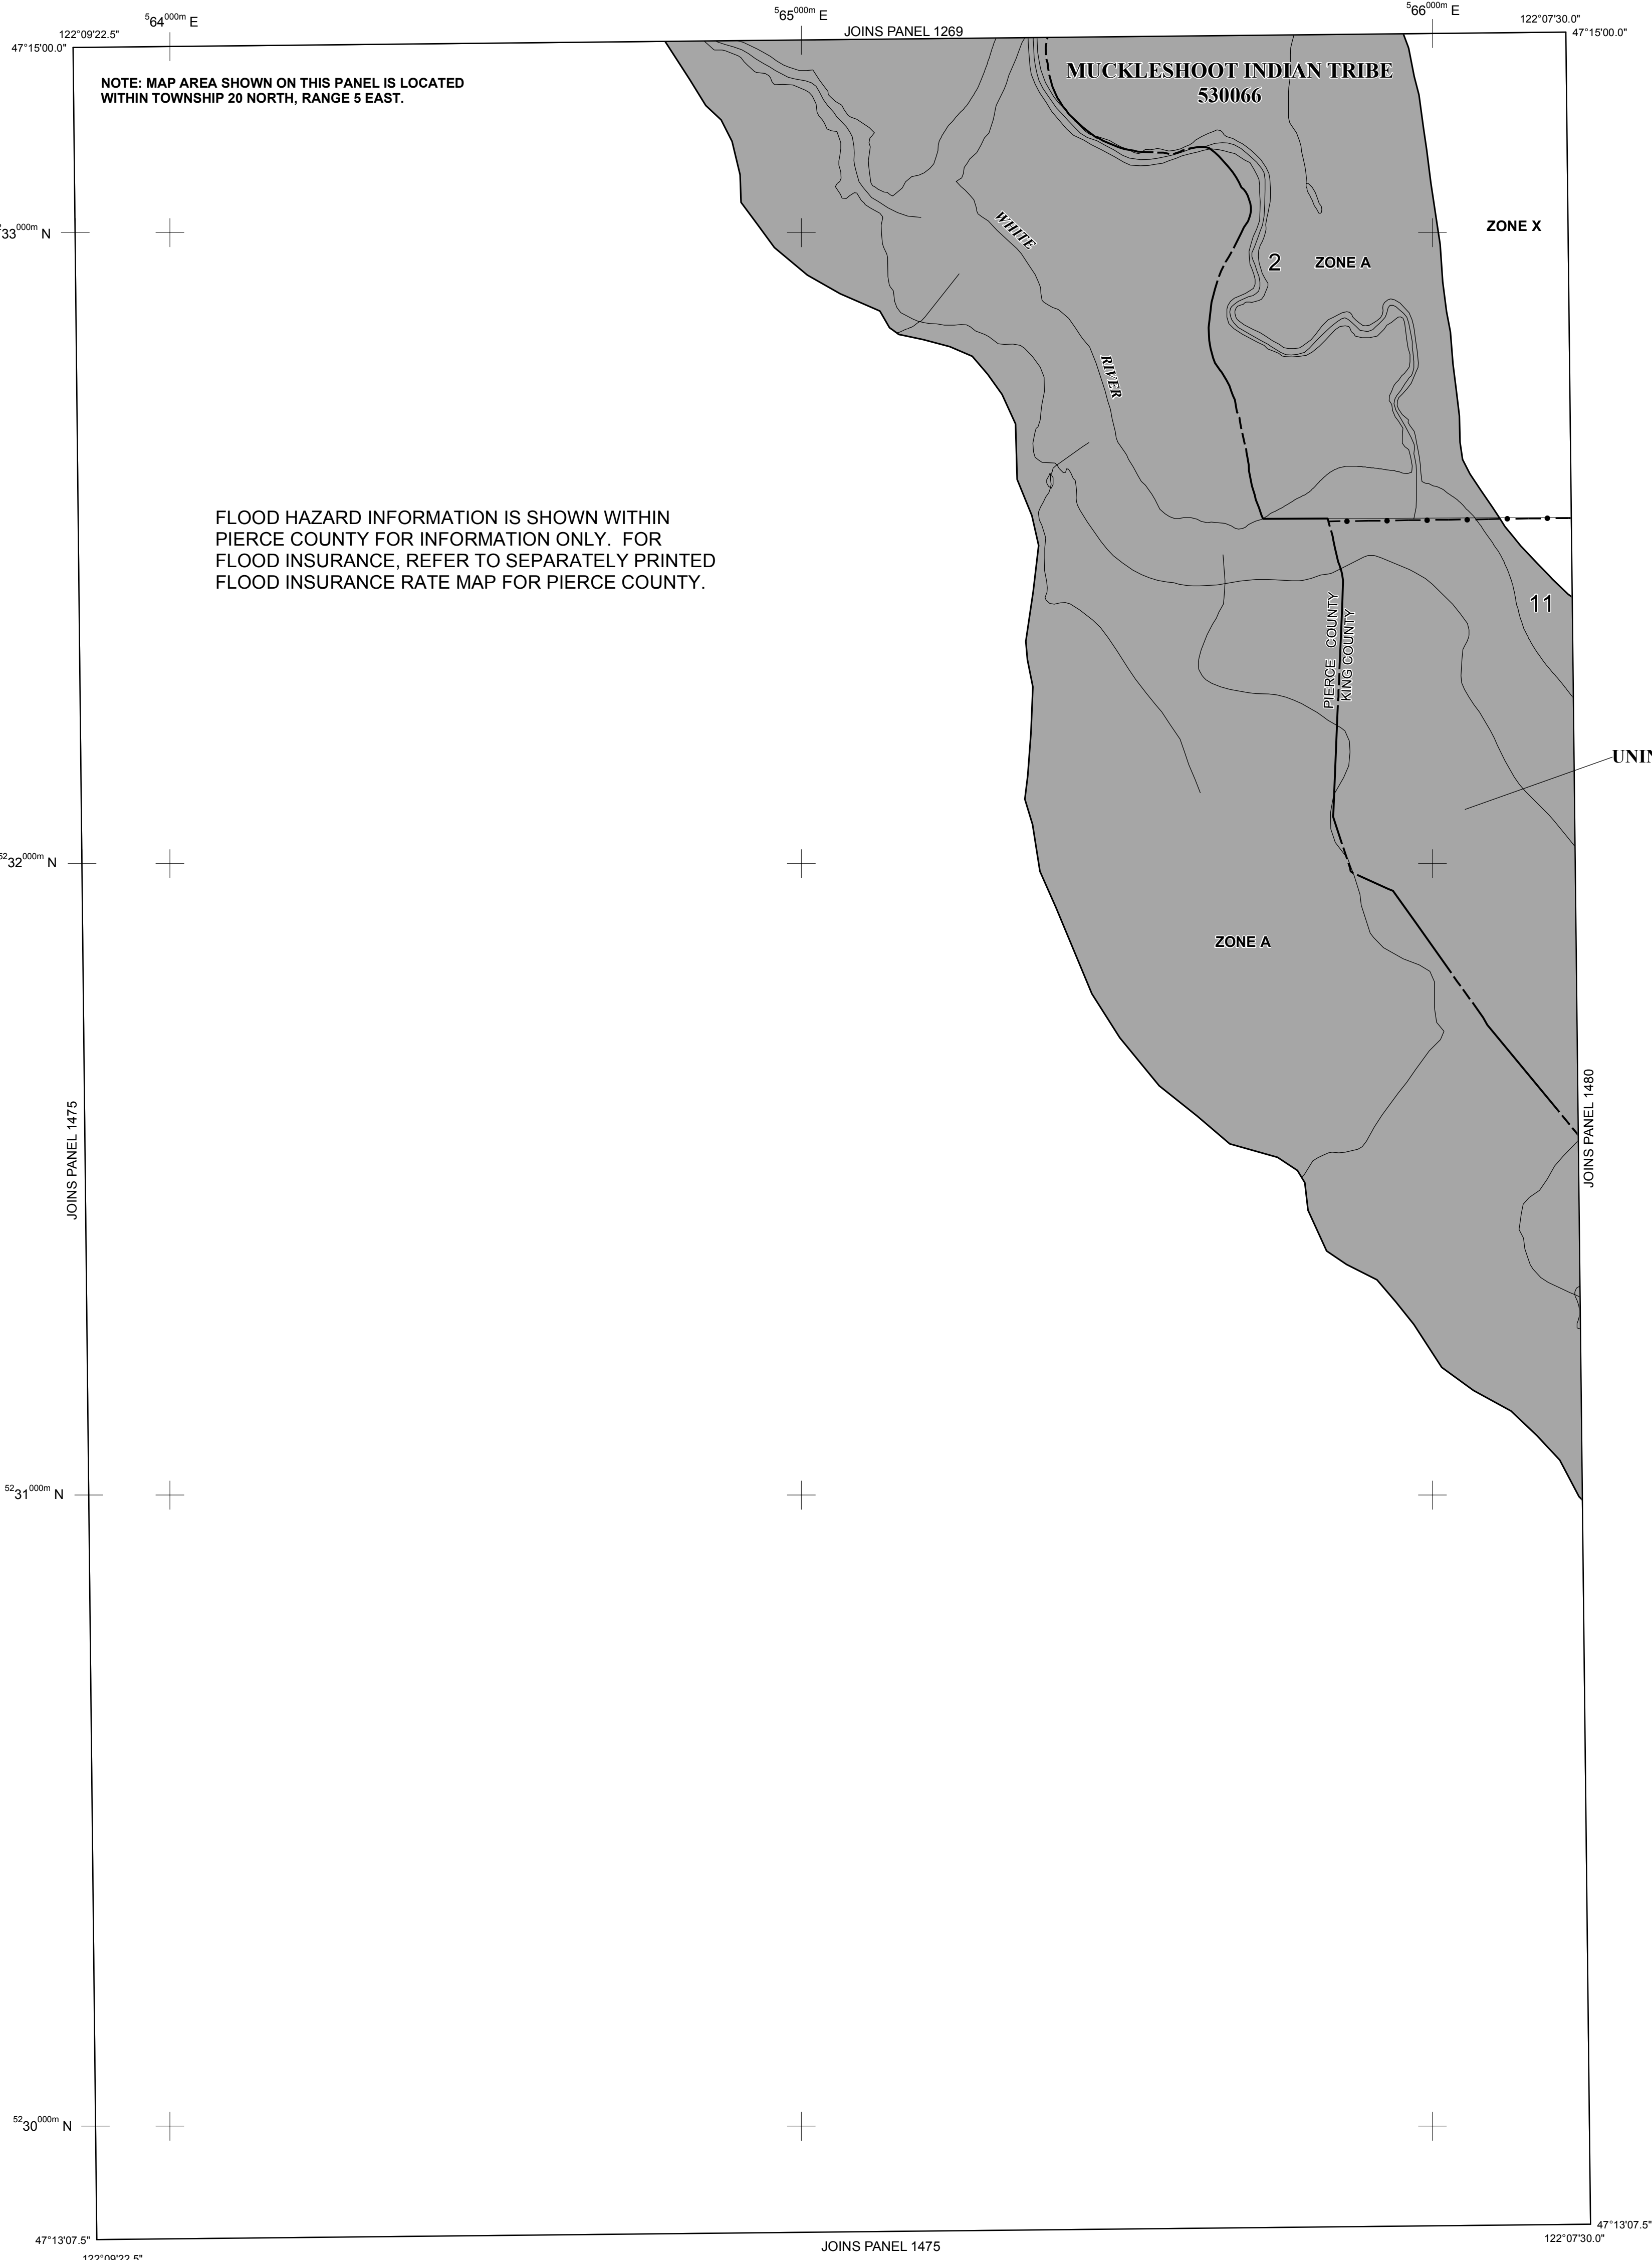 564000m E
565000m E
566000m E
122°09'22.5"
JOINS PANEL 1269
122°07'30.0"
47°15'00.0"
47°15'00.0"
NOTE: MAP AREA SHOWN ON THIS PANEL IS LOCATED
WITHIN TOWNSHIP 20 NORTH, RANGE 5 EAST.
MUCKLESHOOT INDIAN TRIBE
530066
33000m N
WHITE
RIVER
2
ZONE A
ZONE X
FLOOD HAZARD INFORMATION IS SHOWN WITHIN
PIERCE COUNTY FOR INFORMATION ONLY. FOR
FLOOD INSURANCE, REFER TO SEPARATELY PRINTED
FLOOD INSURANCE RATE MAP FOR PIERCE COUNTY.
11
PIERCE COUNTY
KING COUNTY
UNIN
5232000m N
ZONE A
JOINS PANEL 1475
JOINS PANEL 1480
5231000m N
5230000m N
47°13'07.5"
47°13'07.5"
122°09'22.5"
JOINS PANEL 1475
122°07'30.0"